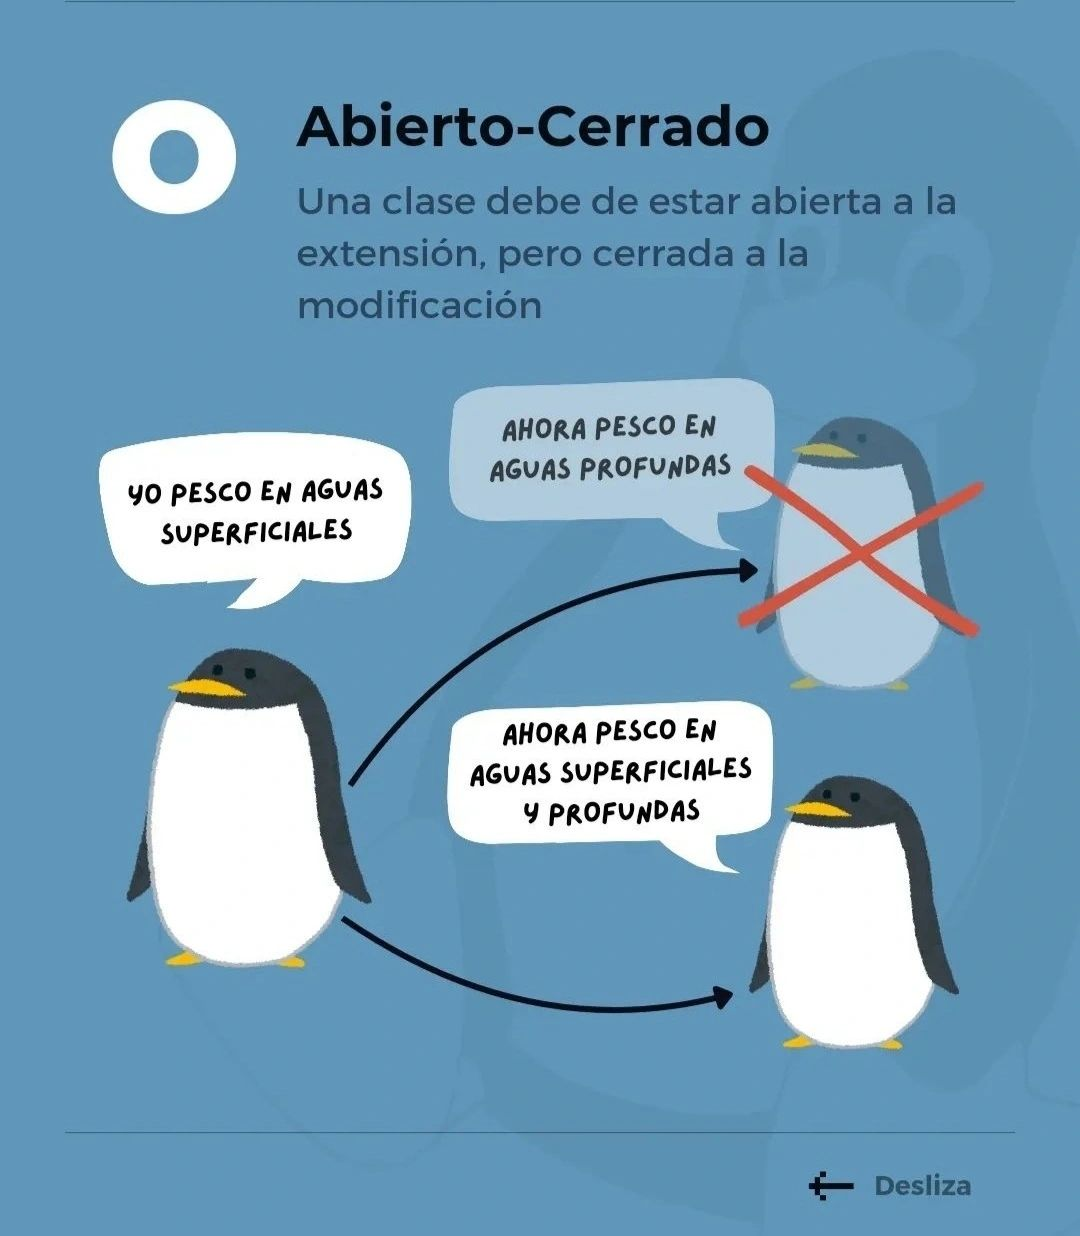 O
Abierto-Cerrado
Una clase debe de estar abierta a la
extensión, pero cerrada a la
modificación
YO PESCO EN AGUAS
SUPERFICIALES
AHORA PESCO EN
AGUAS PROFUNDAS
AHORA PESCO EN
AGUAS SUPERFICIALES
Y PROFUNDAS
Desliza